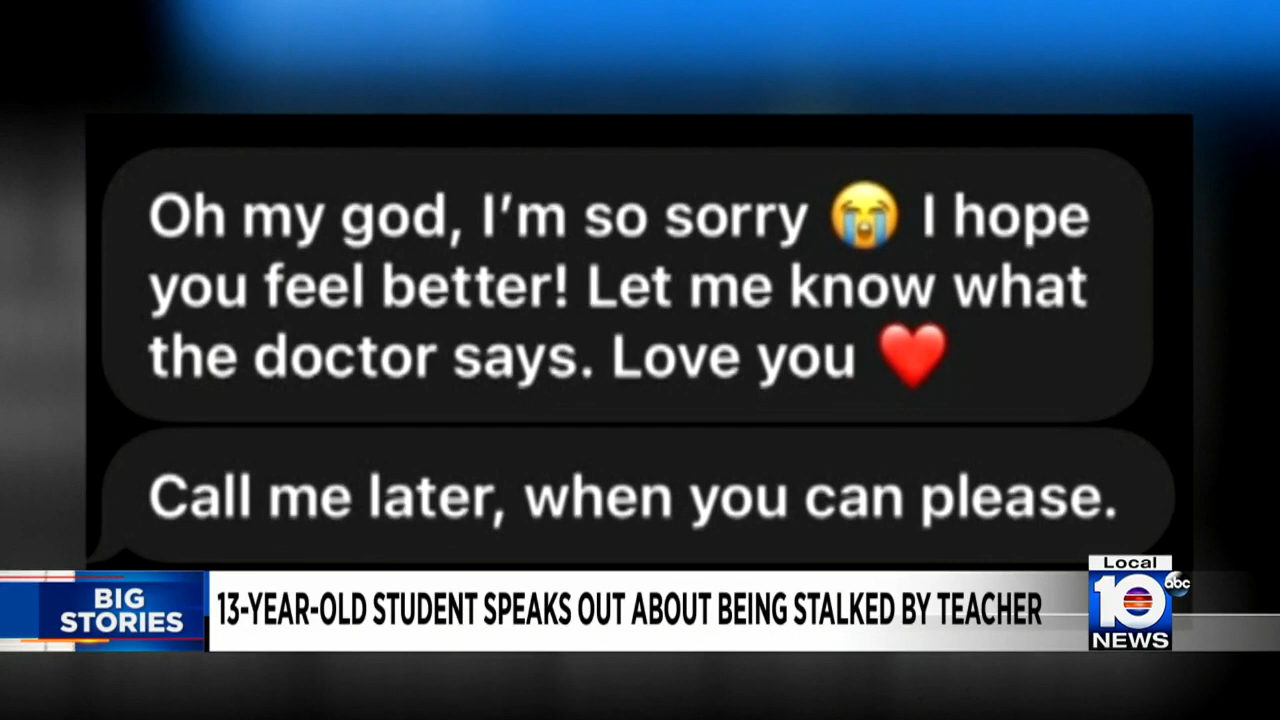 Oh my god, I'm so sorry 😭 I hope
you feel better! Let me know what
the doctor says. Love you ❤️
Call me later, when you can please.
BIG
STORIES
13-YEAR-OLD STUDENT SPEAKS OUT ABOUT BEING STALKED BY TEACHER
Local
10 abc
NEWS